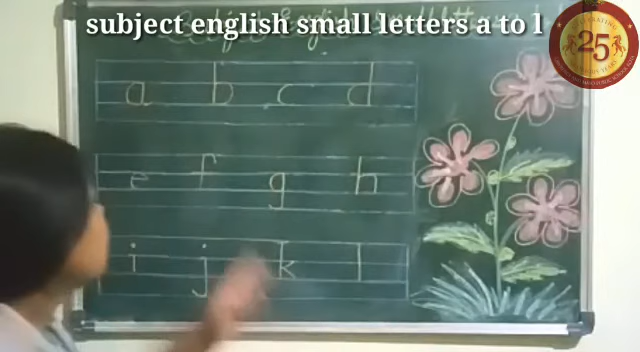 subject english small letters a to l
25
a b c d
e f g h
i j k l